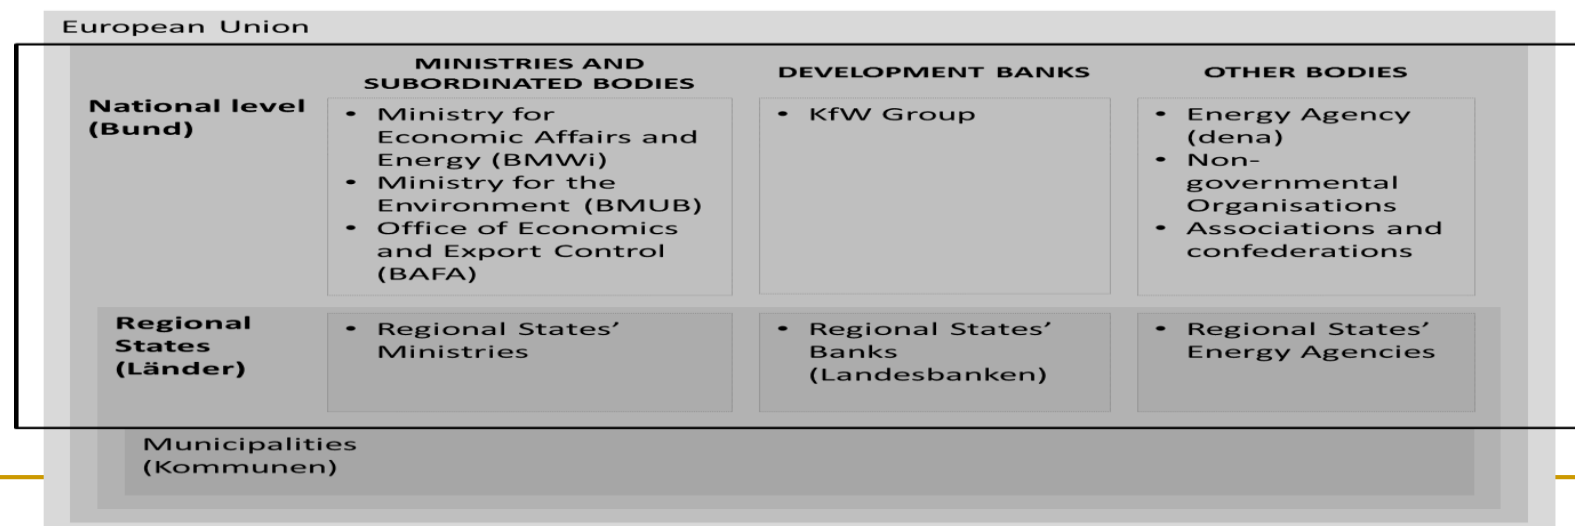 European Union
MINISTRIES AND
SUBORDINATED BODIES
DEVELOPMENT BANKS
OTHER BODIES
National level
(Bund)
• Ministry for
Economic Affairs and
Energy (BMWi)
• Ministry for the
Environment (BMUB)
• Office of Economics
and Export Control
(BAFA)
• KfW Group
• Energy Agency
(dena)
• Non-
governmental
Organisations
• Associations and
confederations
Regional
States
(Länder)
• Regional States’
Ministries
• Regional States’
Banks
(Landesbanken)
• Regional States’
Energy Agencies
Municipalities
(Kommunen)